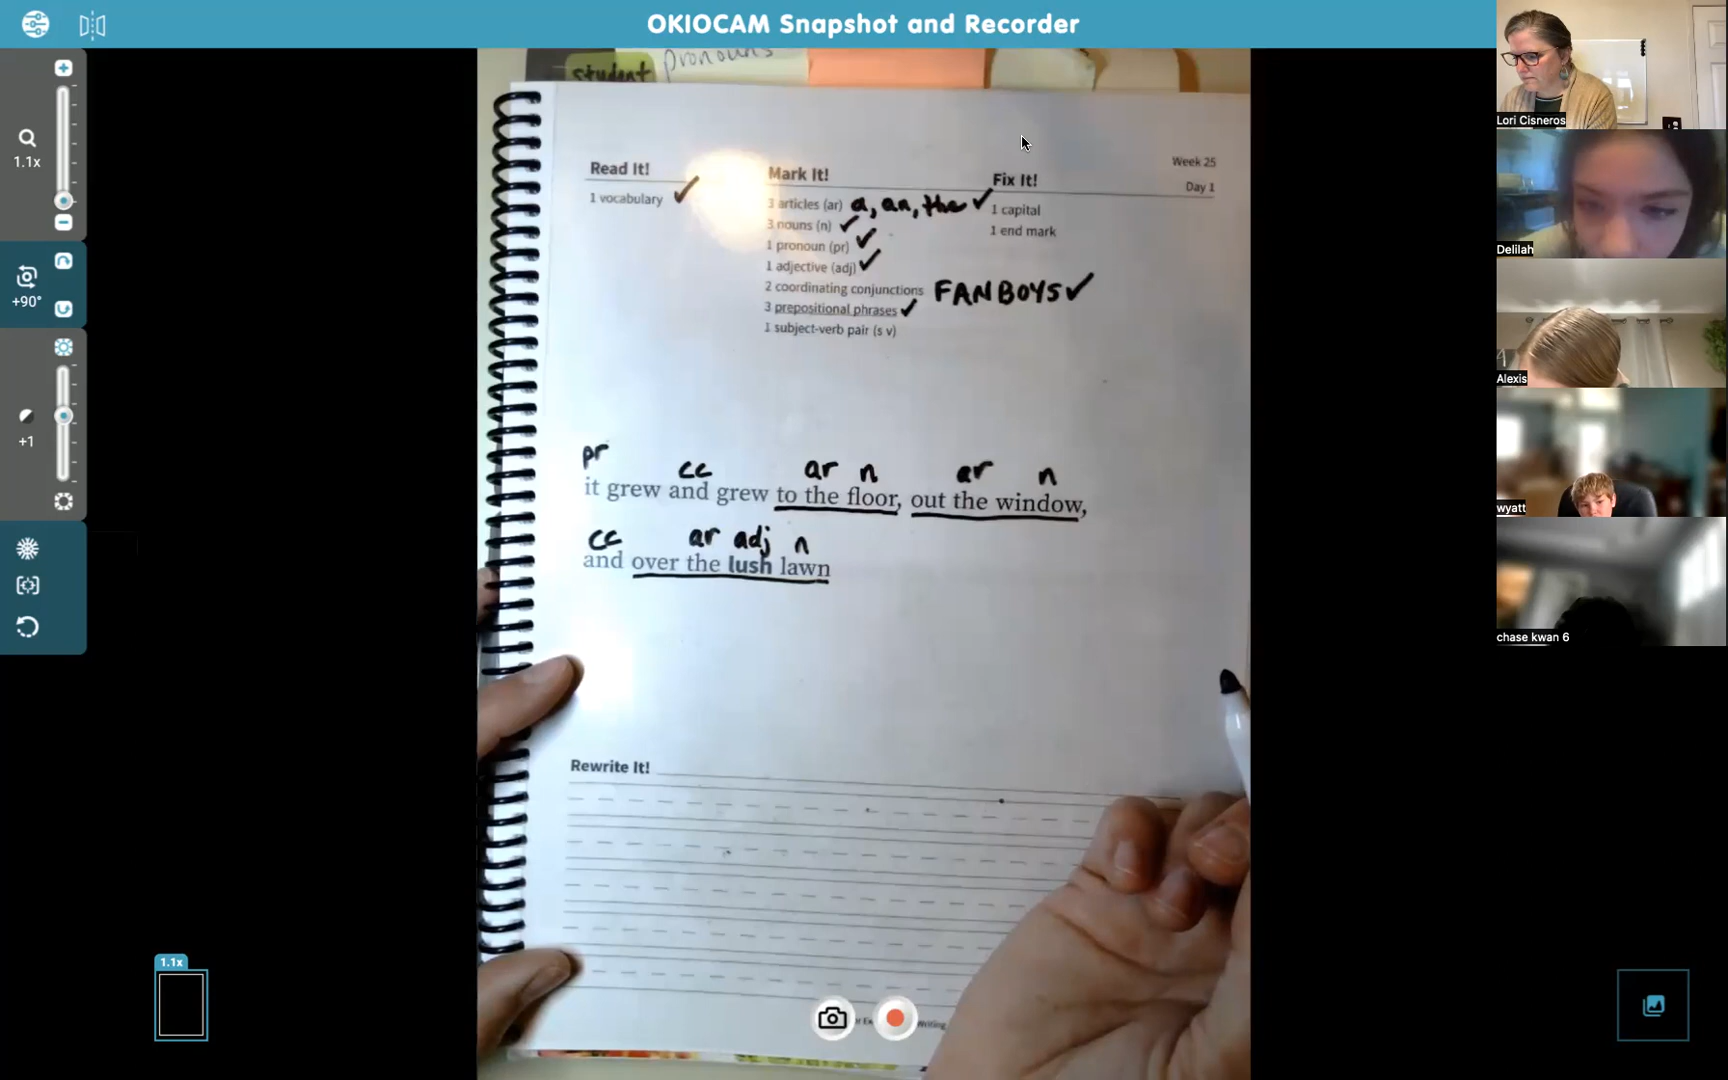 OKIOCAM Snapshot and Recorder
1.1x
+90°
+1
1.1x
student pronouns
Week 25
Day 1
Read It!
1 vocabulary ✓
Mark It!
3 articles (ar) a, an, the ✓
3 nouns (n) ✓
1 pronoun (pr) ✓
1 adjective (adj) ✓
2 coordinating conjunctions FANBOYS ✓
3 prepositional phrases ✓
1 subject-verb pair (s v)
Fix It!
1 capital
1 end mark
pr cc ar n ar n
it grew and grew to the floor, out the window,
cc ar adj n
and over the lush lawn
Rewrite It!
Writing
Lori Cisneros
Delilah
Alexis
wyatt
chase kwan 6